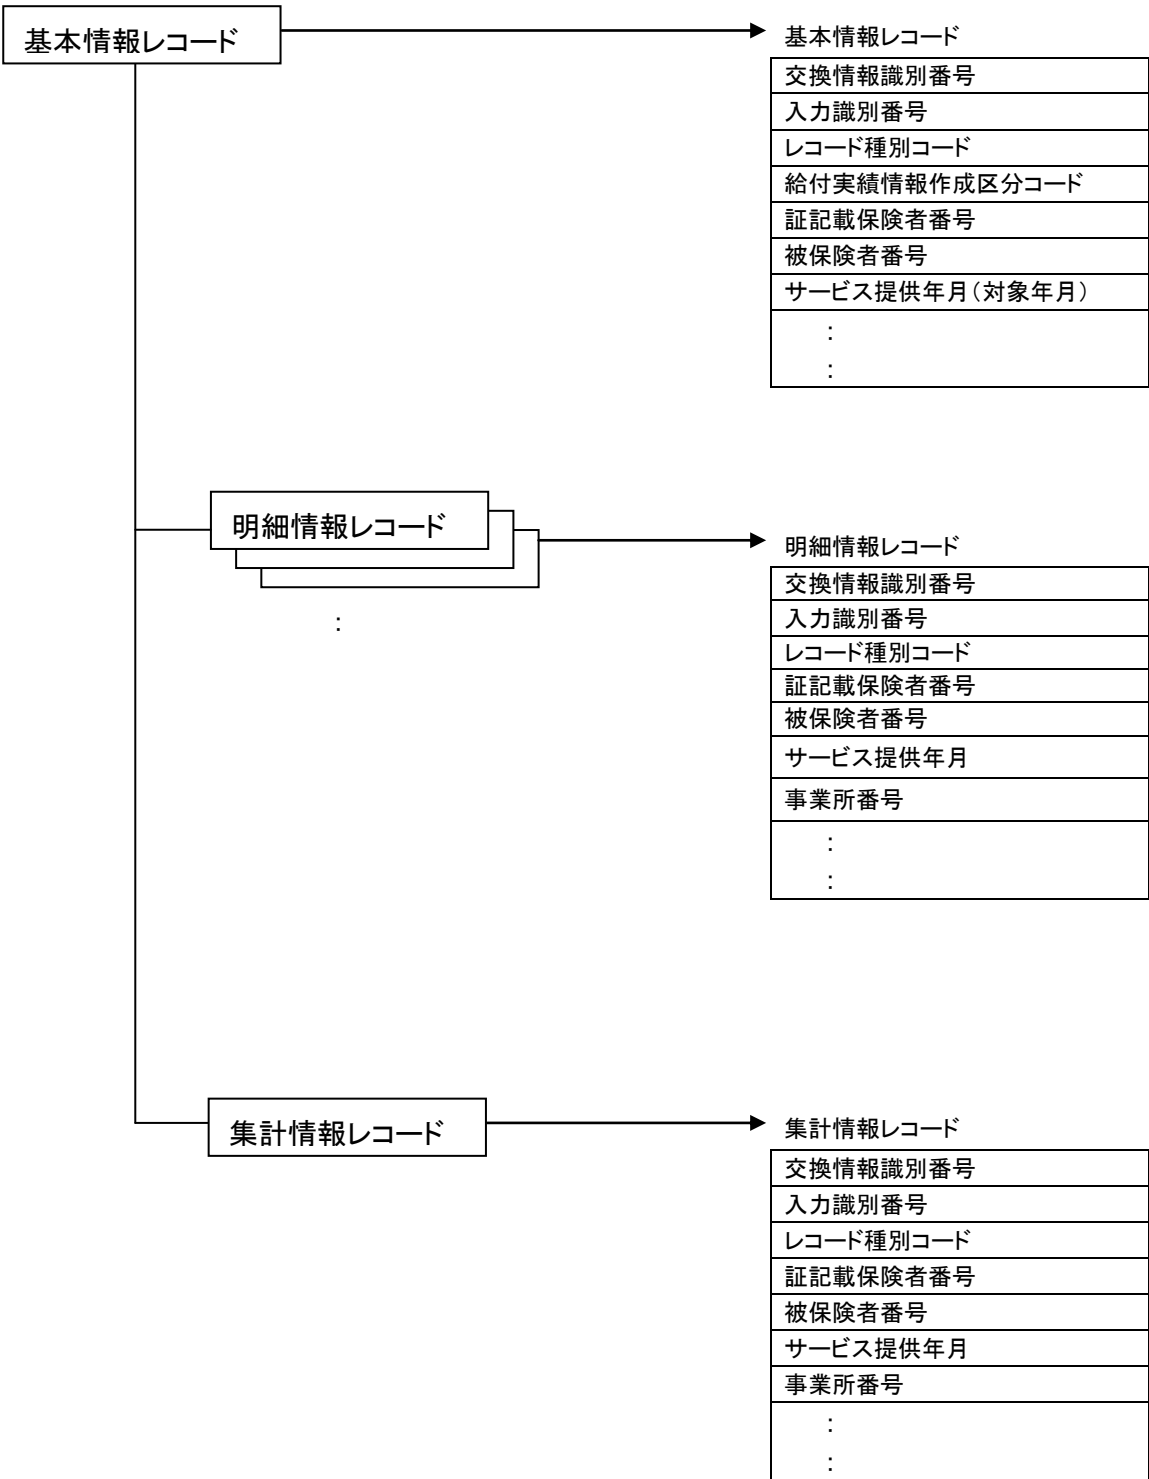 基本情報レコード
基本情報レコード
交換情報識別番号
入力識別番号
レコード種別コード
給付実績情報作成区分コード
証記載保険者番号
被保険者番号
サービス提供年月（対象年月）
：
：
明細情報レコード
：
明細情報レコード
交換情報識別番号
入力識別番号
レコード種別コード
証記載保険者番号
被保険者番号
サービス提供年月
事業所番号
：
：
集計情報レコード
集計情報レコード
交換情報識別番号
入力識別番号
レコード種別コード
証記載保険者番号
被保険者番号
サービス提供年月
事業所番号
：
：